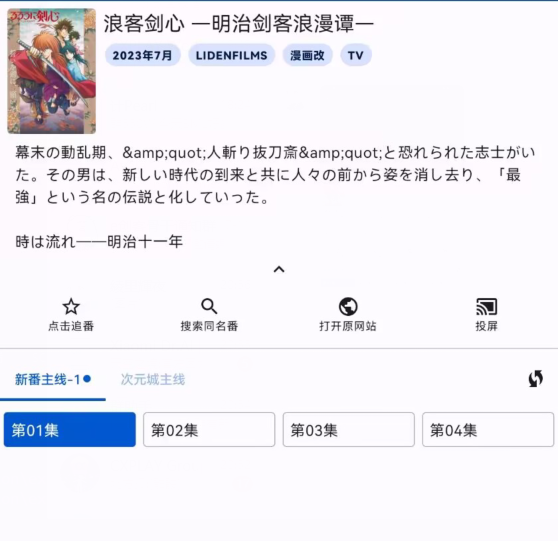 るろうに剣心
浪客剑心 —明治剑客浪漫谭—
2023年7月 LIDENFILMS 漫画改 TV
幕末の動乱期、&amp;quot;人斬り抜刀斎&amp;quot;と恐れられた志士がい
た。その男は、新しい時代の到来と共に人々の前から姿を消し去り、「最
強」という名の伝説と化していった。
時は流れ——明治十一年
点击追番 搜索同名番 打开原网站 投屏
新番主线-1 次元城主线
第01集 第02集 第03集 第04集